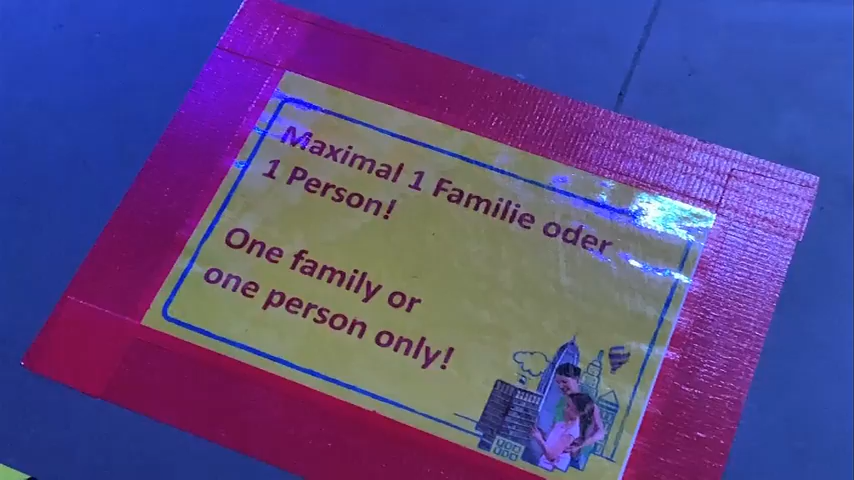 Maximal 1 Familie oder
1 Person!
One family or
one person only!